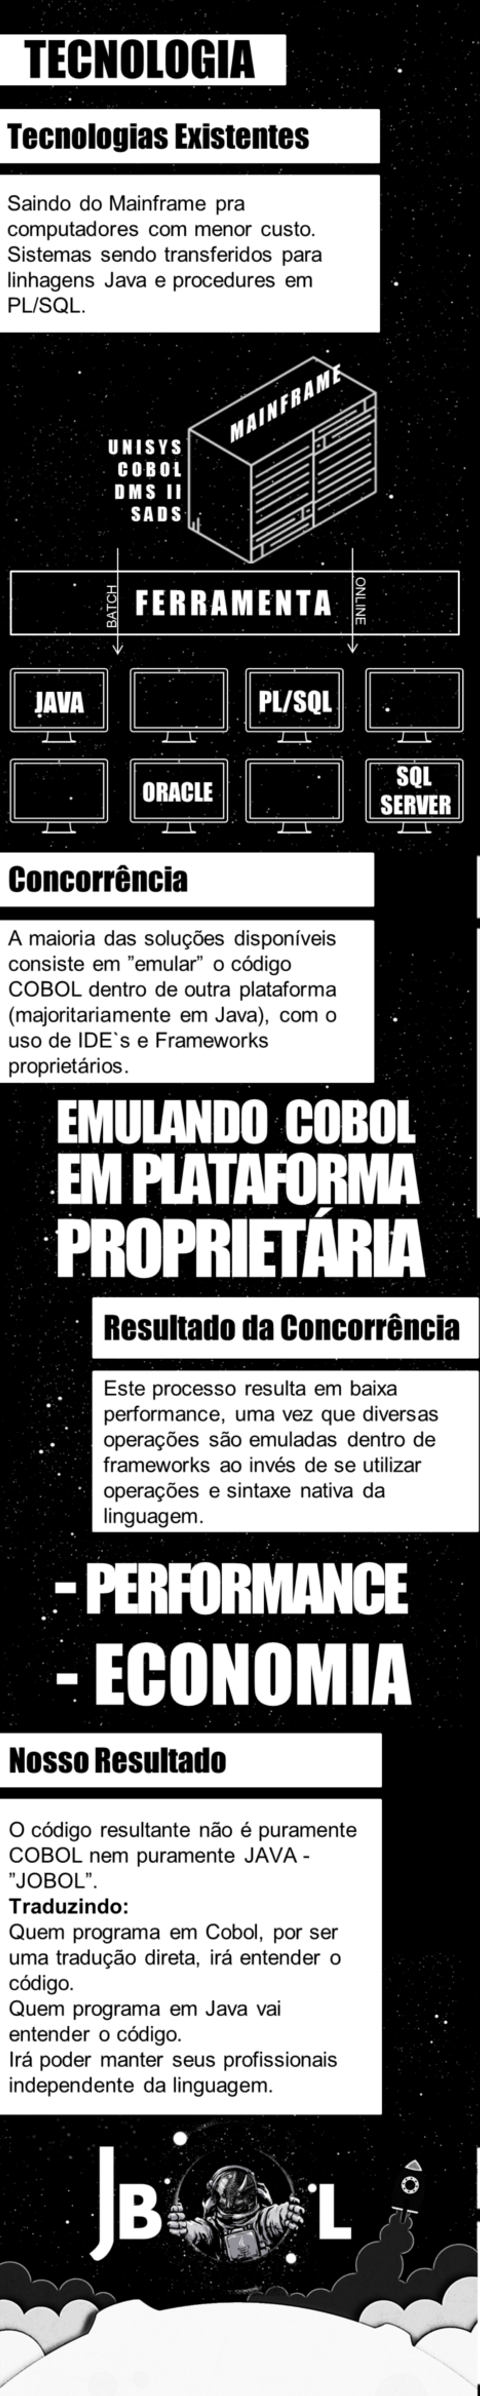 TECNOLOGIA
Tecnologias Existentes
Saindo do Mainframe pra
computadores com menor custo.
Sistemas sendo transferidos para
linhagens Java e procedures em
PL/SQL.
MAINFRAME
UNISYS
COBOL
DMS II
SADS
BATCH
FERRAMENTA
ONLINE
JAVA
PL/SQL
ORACLE
SQL
SERVER
Concorrência
A maioria das soluções disponíveis
consiste em ”emular” o código
COBOL dentro de outra plataforma
(majoritariamente em Java), com o
uso de IDE`s e Frameworks
proprietários.
EMULANDO COBOL
EM PLATAFORMA
PROPRIETÁRIA
Resultado da Concorrência
Este processo resulta em baixa
performance, uma vez que diversas
operações são emuladas dentro de
frameworks ao invés de se utilizar
operações e sintaxe nativa da
linguagem.
- PERFORMANCE
- ECONOMIA
Nosso Resultado
O código resultante não é puramente
COBOL nem puramente JAVA -
”JOBOL”.
Traduzindo:
Quem programa em Cobol, por ser
uma tradução direta, irá entender o
código.
Quem programa em Java vai
entender o código.
Irá poder manter seus profissionais
independente da linguagem.
JB L